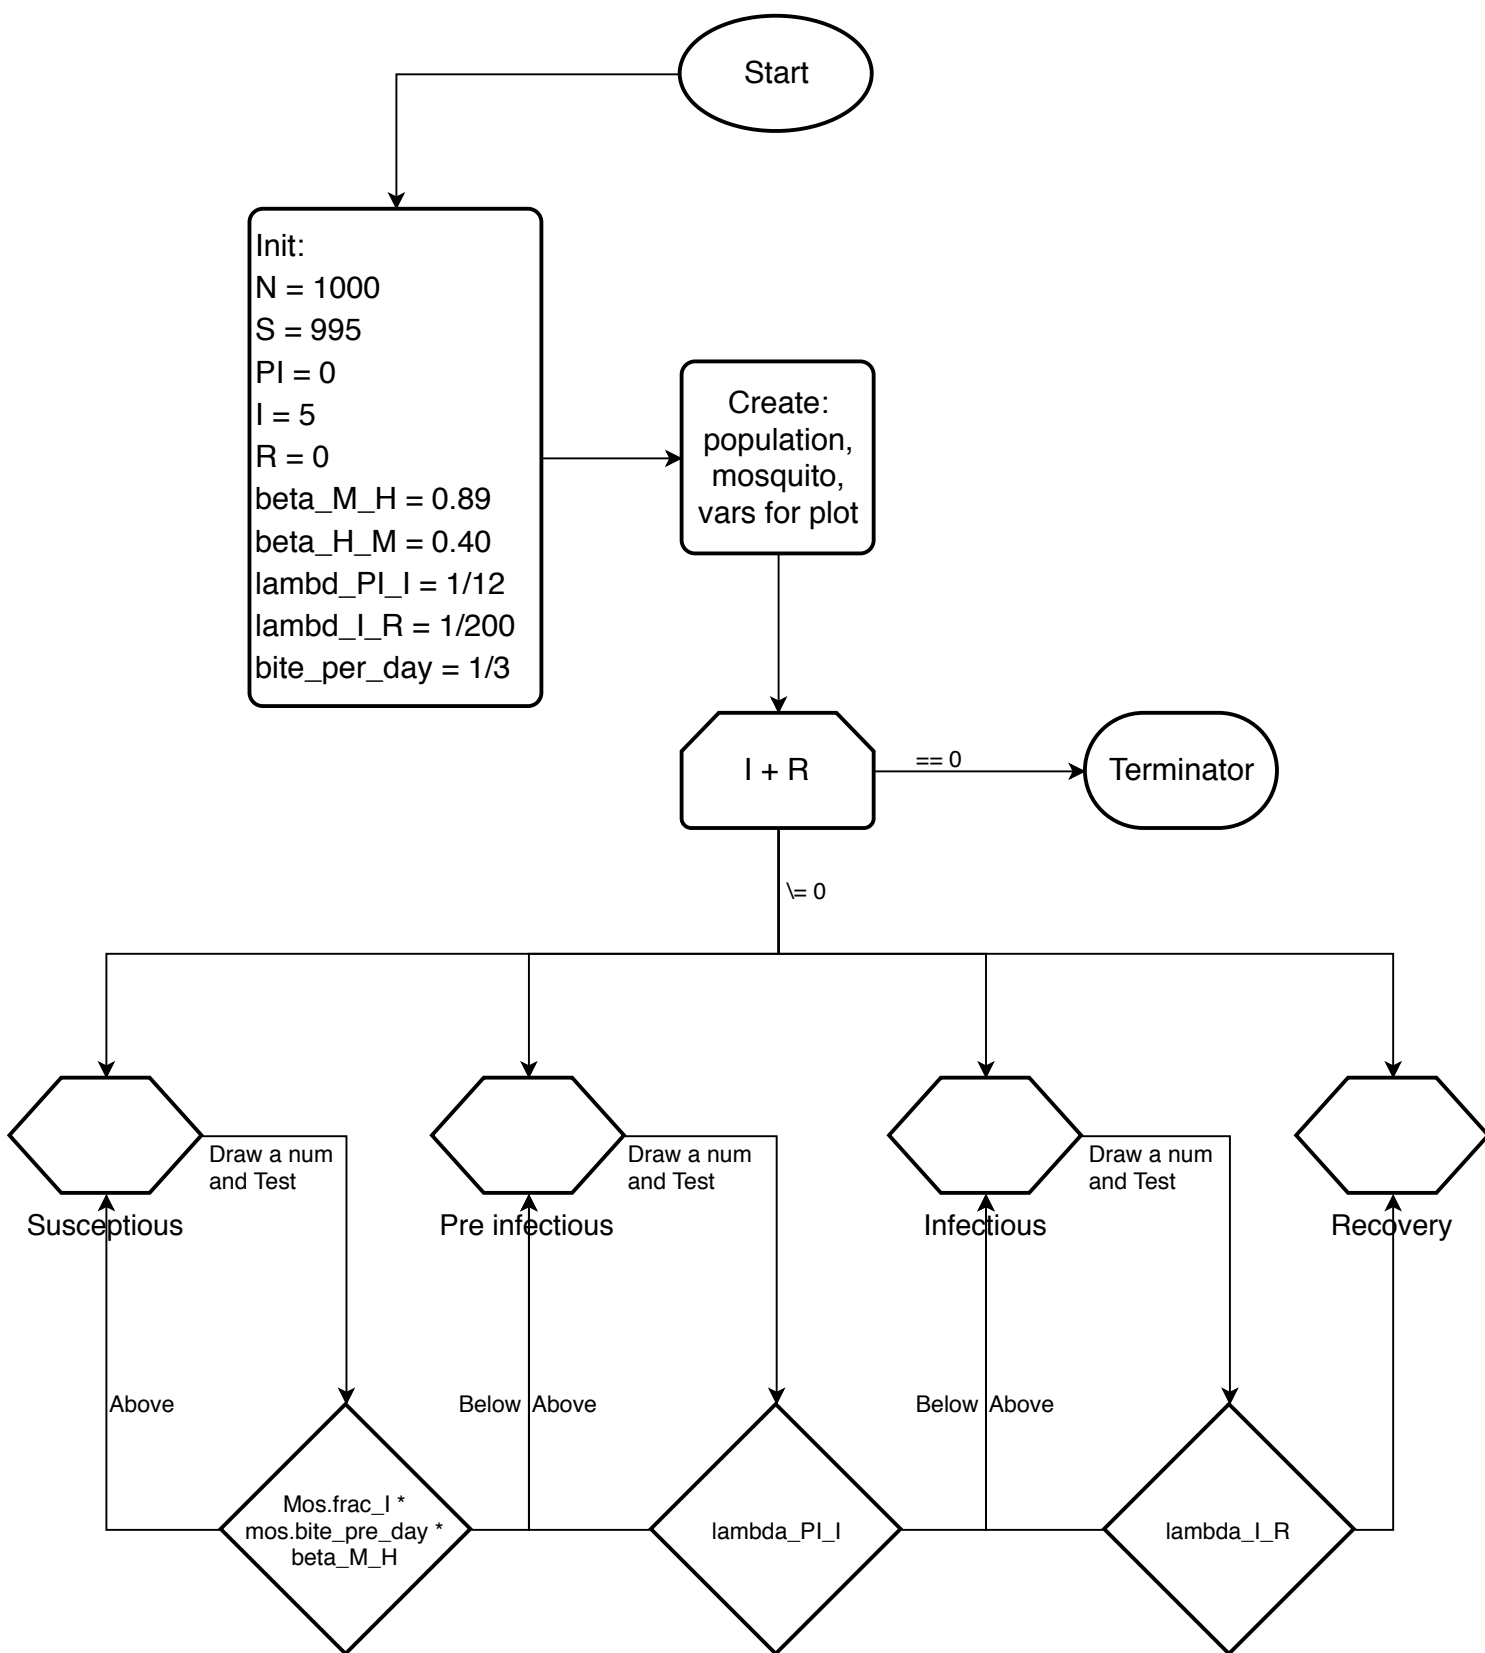 Start
Init:
N = 1000
S = 995
PI = 0
I = 5
R = 0
beta_M_H = 0.89
beta_H_M = 0.40
lambd_PI_I = 1/12
lambd_I_R = 1/200
bite_per_day = 1/3
Create:
population,
mosquito,
vars for plot
I + R
== 0
Terminator
\= 0
Draw a num
and Test
Draw a num
and Test
Draw a num
and Test
Susceptious
Pre infectious
Infectious
Recovery
Above
Below
Above
Below
Above
Mos.frac_I *
mos.bite_pre_day *
beta_M_H
lambda_PI_I
lambda_I_R